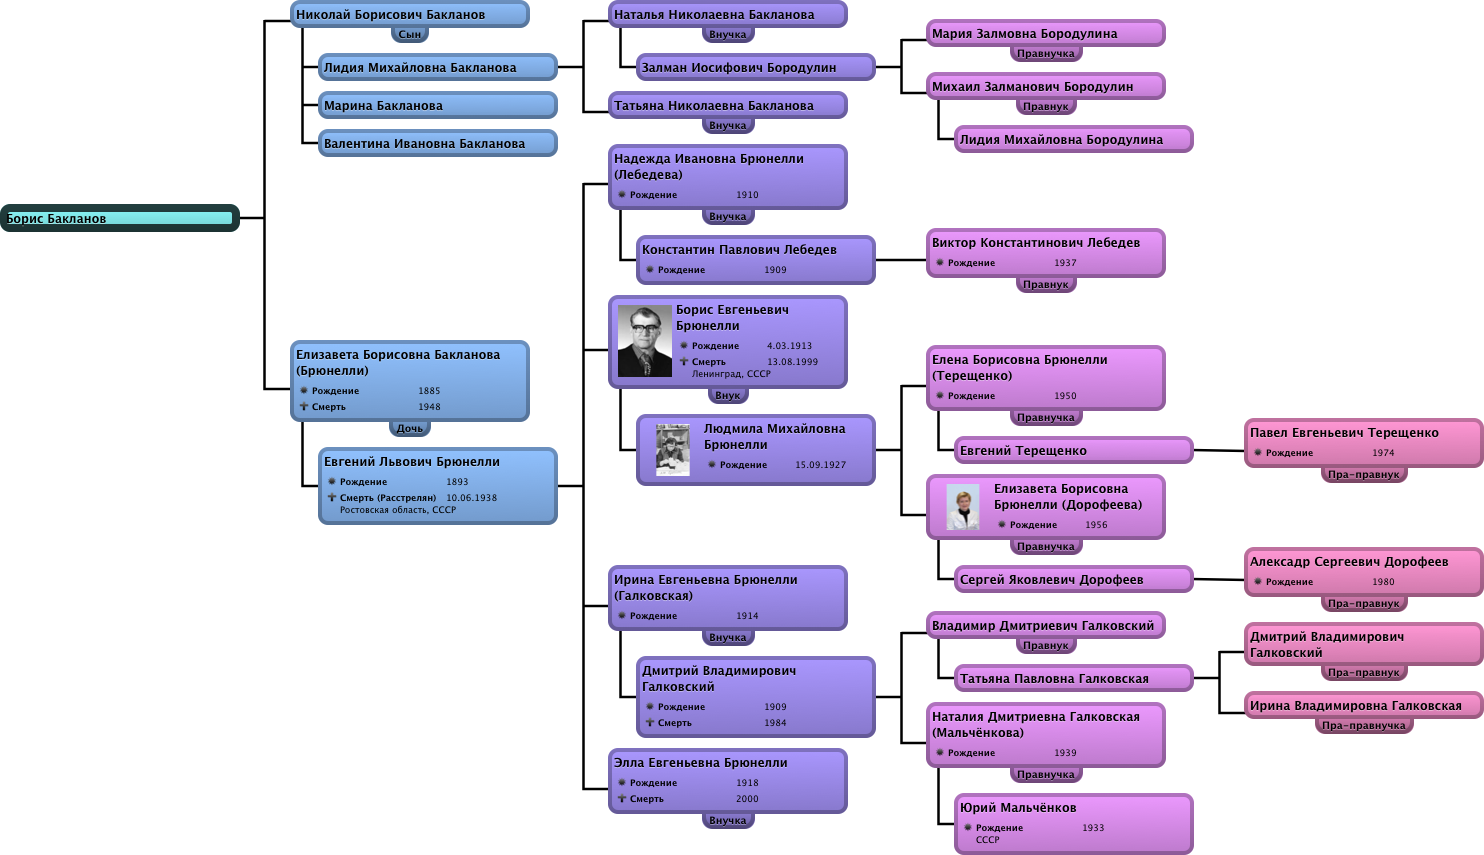 Борис Бакланов
Николай Борисович Бакланов
Сын
Лидия Михайловна Бакланова
Марина Бакланова
Валентина Ивановна Бакланова
Елизавета Борисовна Бакланова
(Брюнелли)
Рождение 1885
Смерть 1948
Дочь
Евгений Львович Брюнелли
Рождение 1893
Смерть (Расстрелян) 10.06.1938
Ростовская область, СССР
Наталья Николаевна Бакланова
Внучка
Залман Иосифович Бородулин
Татьяна Николаевна Бакланова
Внучка
Надежда Ивановна Брюнелли
(Лебедева)
Рождение 1910
Внучка
Константин Павлович Лебедев
Рождение 1909
Борис Евгеньевич
Брюнелли
Рождение 4.03.1913
Смерть 13.08.1999
Ленинград, СССР
Внук
Людмила Михайловна
Брюнелли
Рождение 15.09.1927
Ирина Евгеньевна Брюнелли
(Галковская)
Рождение 1914
Внучка
Дмитрий Владимирович
Галковский
Рождение 1909
Смерть 1984
Элла Евгеньевна Брюнелли
Рождение 1918
Смерть 2000
Внучка
Мария Залмовна Бородулина
Правнучка
Михаил Залманович Бородулин
Правнук
Лидия Михайловна Бородулина
Виктор Константинович Лебедев
Рождение 1937
Правнук
Елена Борисовна Брюнелли
(Терещенко)
Рождение 1950
Правнучка
Евгений Терещенко
Елизавета Борисовна
Брюнелли (Дорофеева)
Рождение 1956
Правнучка
Сергей Яковлевич Дорофеев
Владимир Дмитриевич Галковский
Правнук
Татьяна Павловна Галковская
Наталия Дмитриевна Галковская
(Мальчёнкова)
Рождение 1939
Правнучка
Юрий Мальчёнков
Рождение 1933
СССР
Павел Евгеньевич Терещенко
Рождение 1974
Пра-правнук
Алексадр Сергеевич Дорофеев
Рождение 1980
Пра-правнук
Дмитрий Владимирович
Галковский
Пра-правнук
Ирина Владимировна Галковская
Пра-правнучка